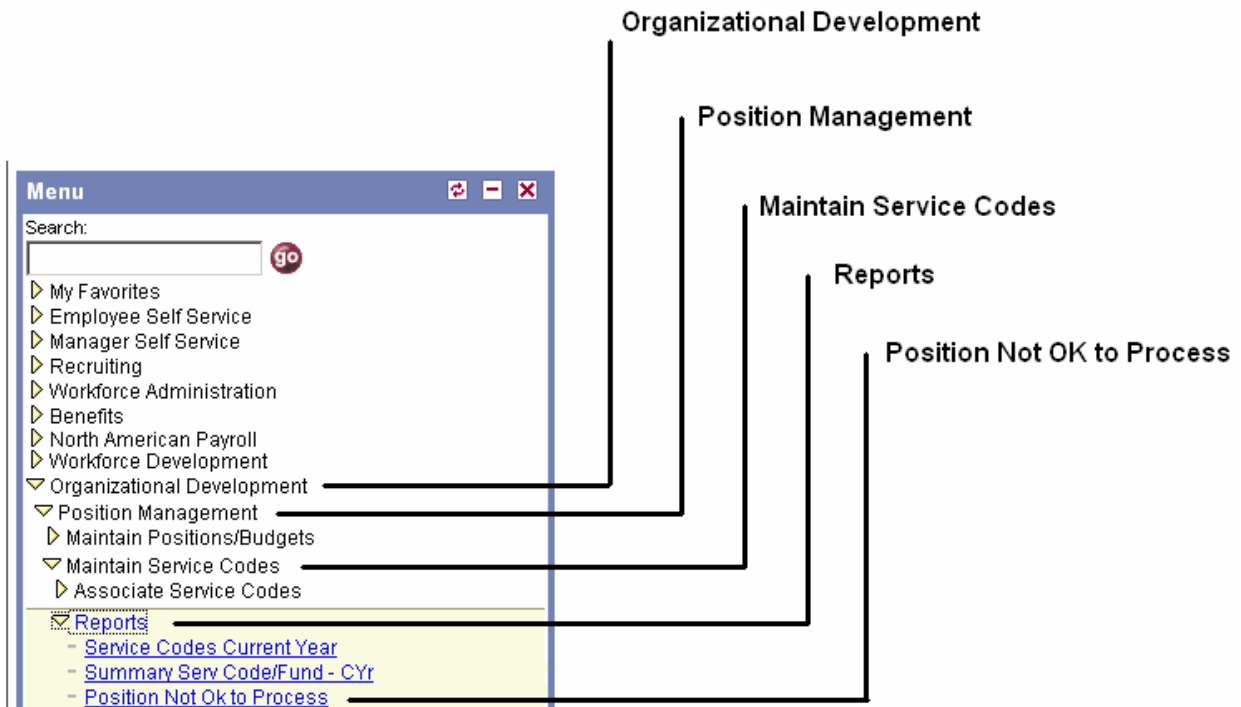 Organizational Development
Position Management
Maintain Service Codes
Reports
Position Not OK to Process
Menu
Search:
go
My Favorites
Employee Self Service
Manager Self Service
Recruiting
Workforce Administration
Benefits
North American Payroll
Workforce Development
Organizational Development
Position Management
Maintain Positions/Budgets
Maintain Service Codes
Associate Service Codes
Reports
- Service Codes Current Year
- Summary Serv Code/Fund - CYr
- Position Not Ok to Process